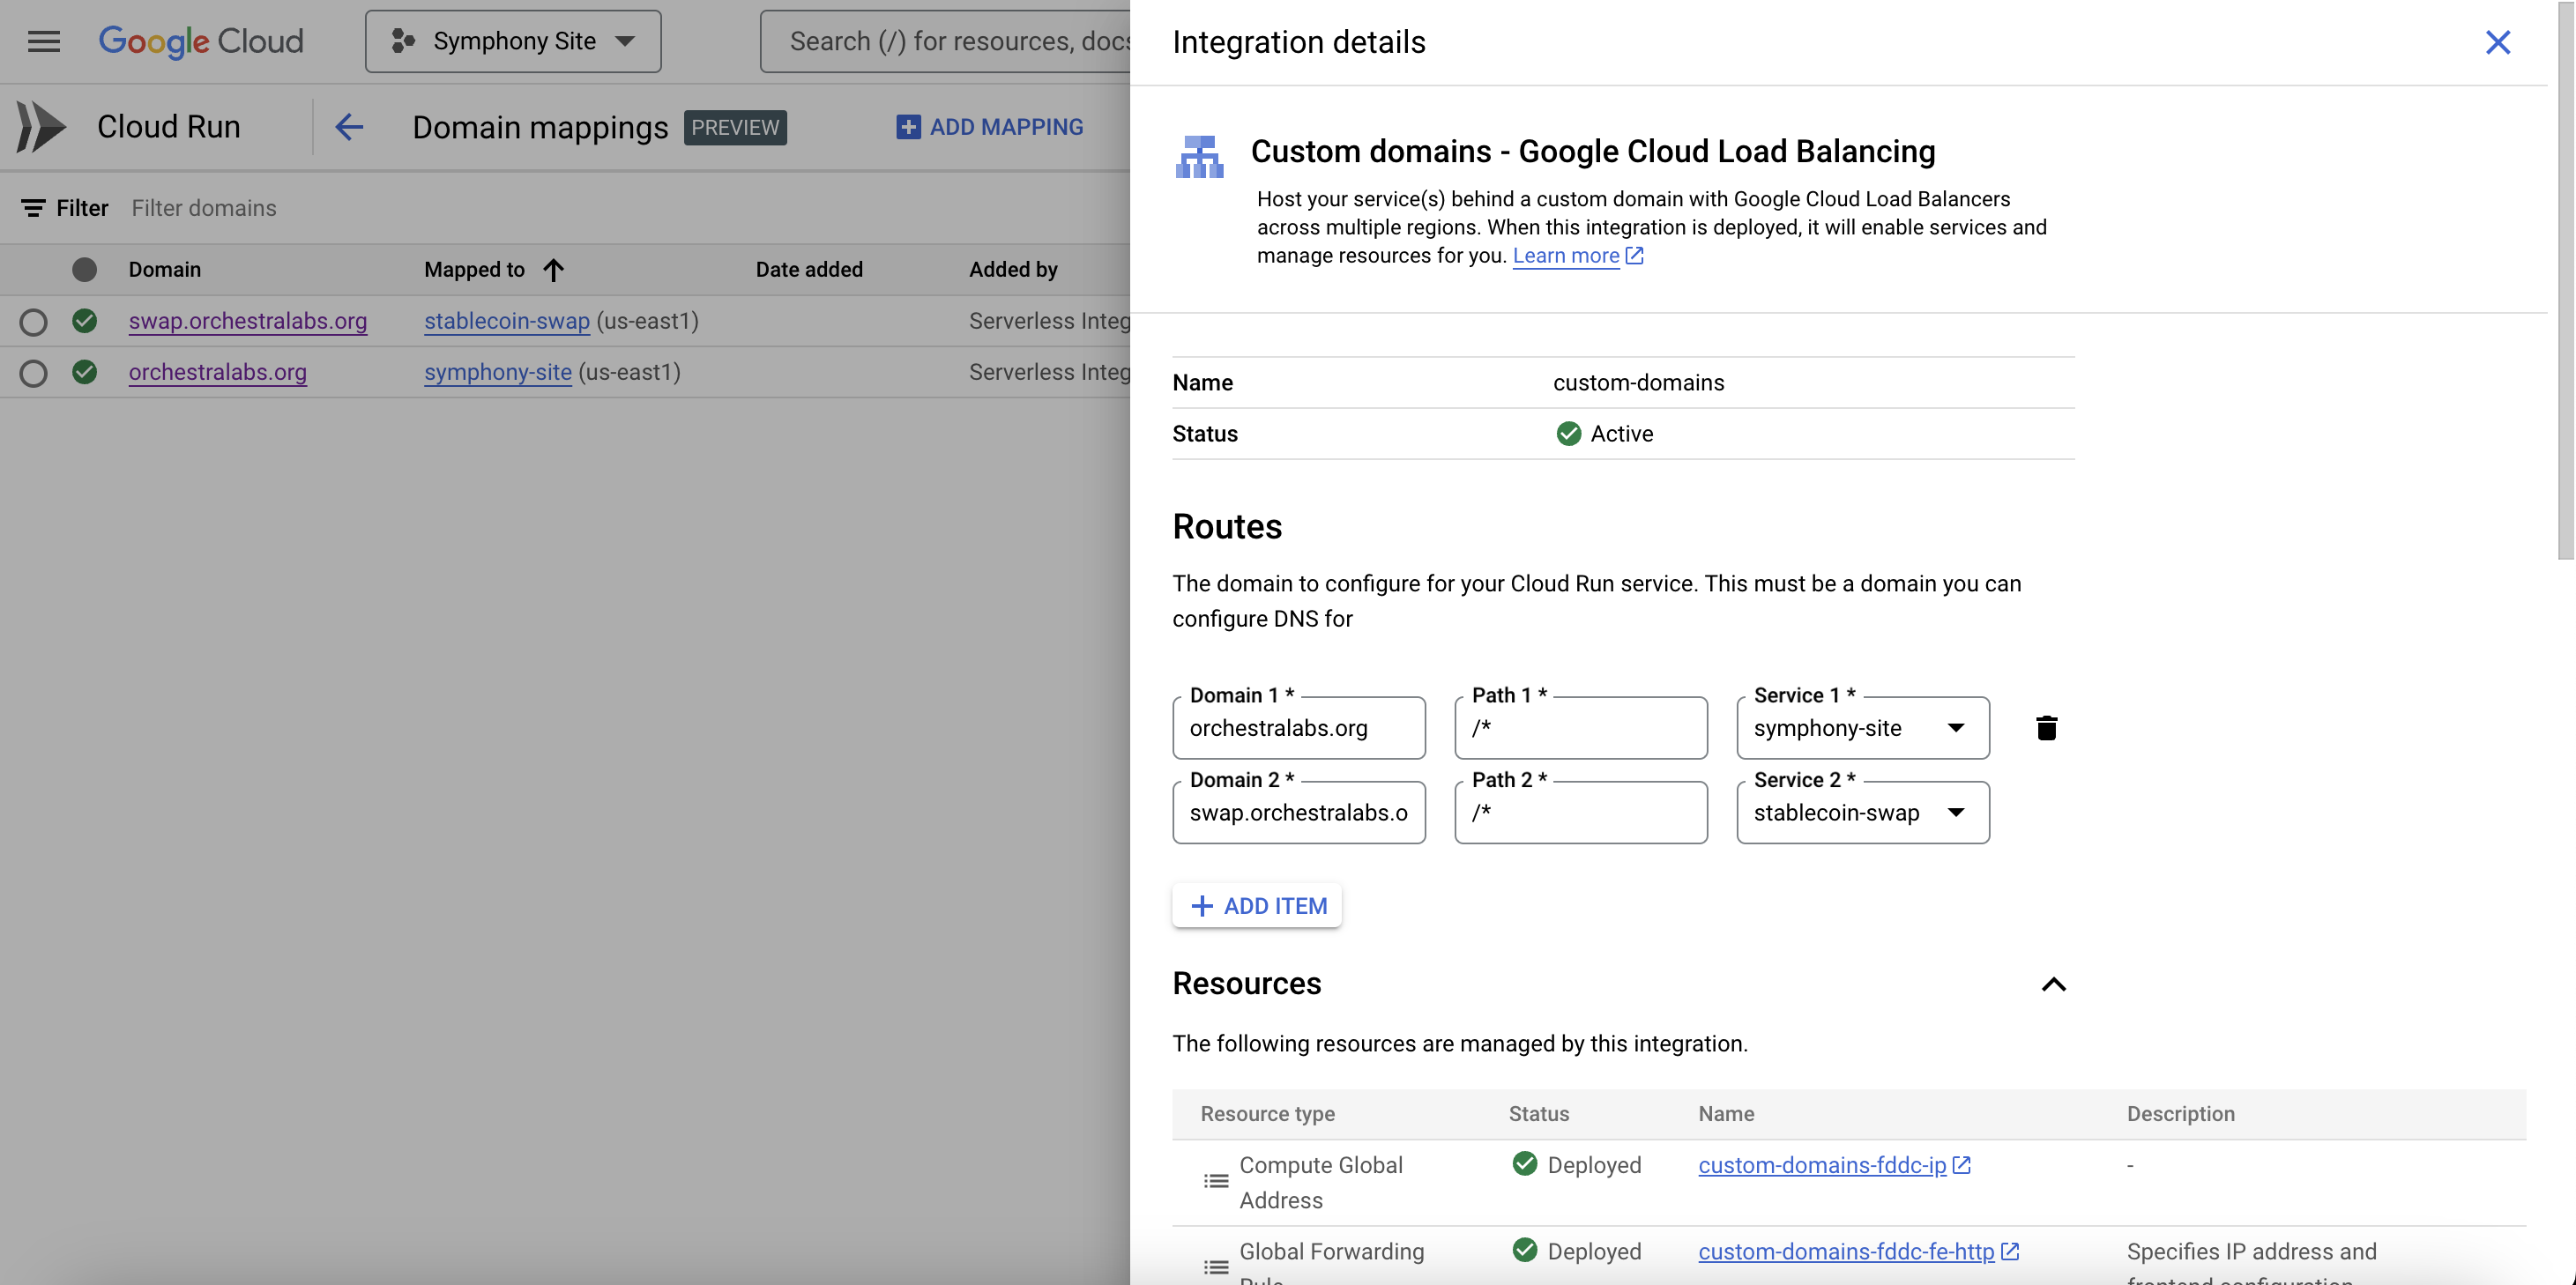 Google Cloud
Symphony Site
Search (/) for resources, docs
Cloud Run
Domain mappings
PREVIEW
ADD MAPPING
Filter
Filter domains
Domain
Mapped to
Date added
Added by
swap.orchestralabs.org
stablecoin-swap (us-east1)
Serverless Integ
orchestralabs.org
symphony-site (us-east1)
Serverless Integ
Integration details
Custom domains - Google Cloud Load Balancing
Host your service(s) behind a custom domain with Google Cloud Load Balancers
across multiple regions. When this integration is deployed, it will enable services and
manage resources for you. Learn more
Name
custom-domains
Status
Active
Routes
The domain to configure for your Cloud Run service. This must be a domain you can
configure DNS for
Domain 1 *
Path 1 *
Service 1 *
orchestralabs.org
/*
symphony-site
Domain 2 *
Path 2 *
Service 2 *
swap.orchestralabs.o
/*
stablecoin-swap
ADD ITEM
Resources
The following resources are managed by this integration.
Resource type
Status
Name
Description
Compute Global
Address
Deployed
custom-domains-fddc-ip
-
Global Forwarding
Deployed
custom-domains-fddc-fe-http
Specifies IP address and